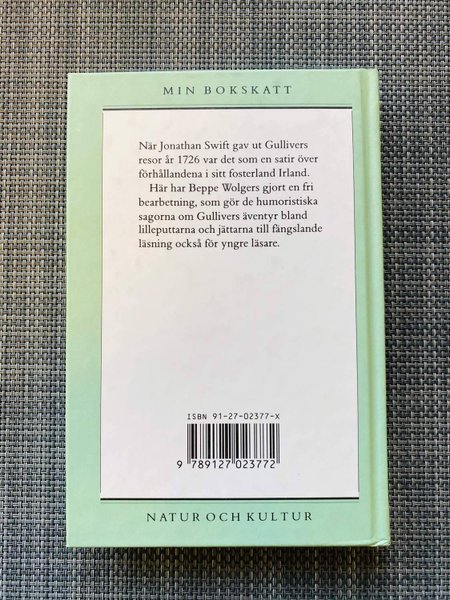 MIN BOKSKATT
När Jonathan Swift gav ut Gullivers
resor år 1726 var det som en satir över
förhållandena i sitt fosterland Irland.
Här har Beppe Wolgers gjort en fri
bearbetning, som gör de humoristiska
sagorna om Gullivers äventyr bland
lilleputtarna och jättarna till fängslande
läsning också för yngre läsare.
ISBN 91-27-02377-X
9 789127 023772
NATUR OCH KULTUR